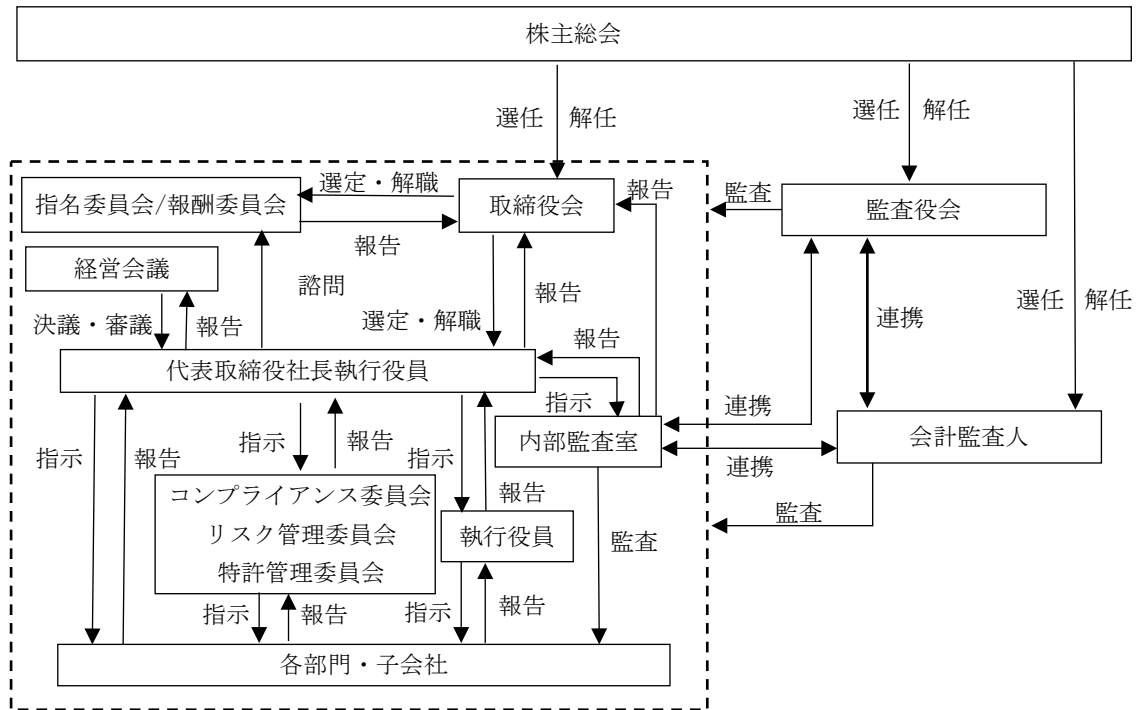 株主総会
選任
解任
選任
解任
指名委員会/報酬委員会
選定・解職
取締役会
報告
監査
監査役会
報告
経営会議
諮問
報告
選任
解任
決議・審議
報告
選定・解職
報告
連携
代表取締役社長執行役員
指示
連携
指示
報告
指示
報告
指示
内部監査室
会計監査人
報告
連携
コンプライアンス委員会
リスク管理委員会
特許管理委員会
執行役員
監査
監査
指示
報告
指示
報告
各部門・子会社